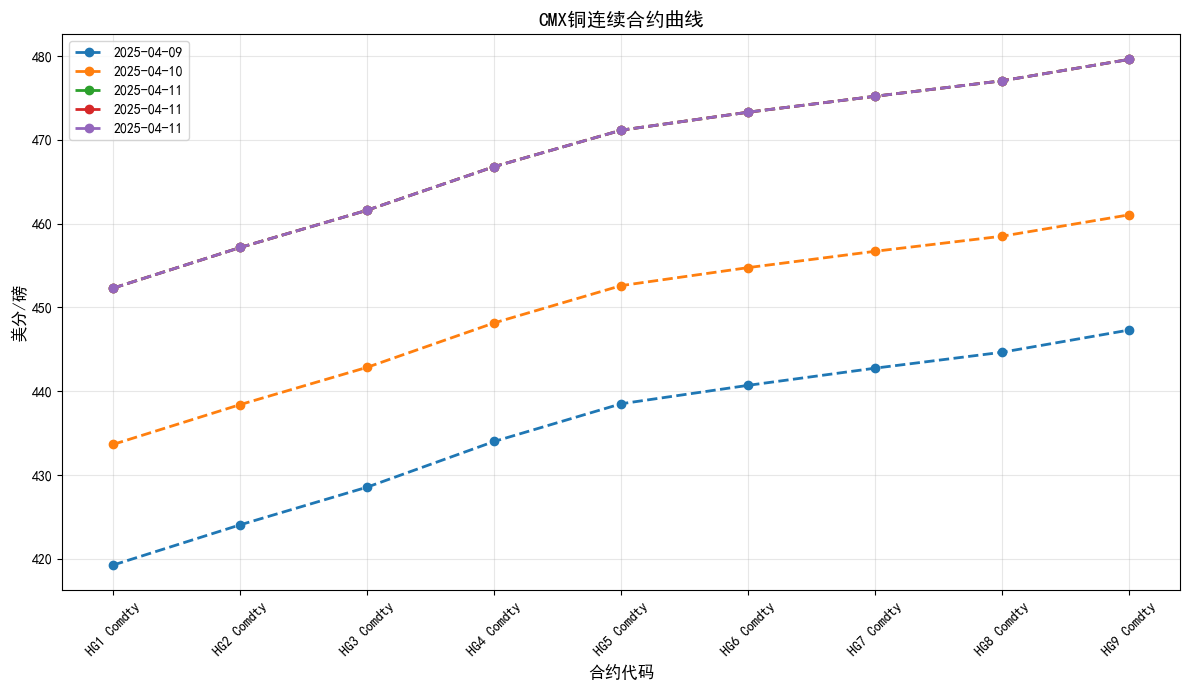 CMX铜连续合约曲线
2025-04-09
2025-04-10
2025-04-11
2025-04-11
2025-04-11
美分/磅
480
470
460
450
440
430
420
HG1 Comdty
HG2 Comdty
HG3 Comdty
HG4 Comdty
HG5 Comdty
HG6 Comdty
HG7 Comdty
HG8 Comdty
HG9 Comdty
合约代码